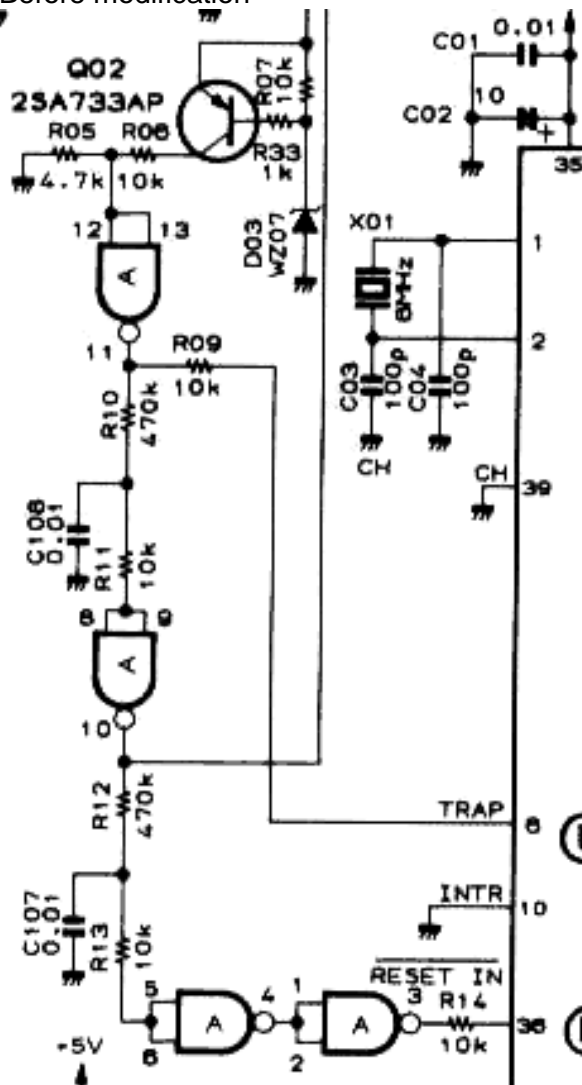 Before modification
Q02
2SA733AP
R07
10k
C01
0.01
C02
10
+
35
R05
R06
4.7k
10k
R33
1k
12
13
A
D03
WZ07
X01
6MHz
1
2
C03
100p
C04
100p
CH
CH
39
11
R09
10k
R10
470k
C108
0.01
R11
10k
8
9
A
10
R12
470k
TRAP
6
INTR
10
C107
0.01
R13
10k
RESET IN
5
6
A
4
1
2
A
3
R14
10k
36
+5V